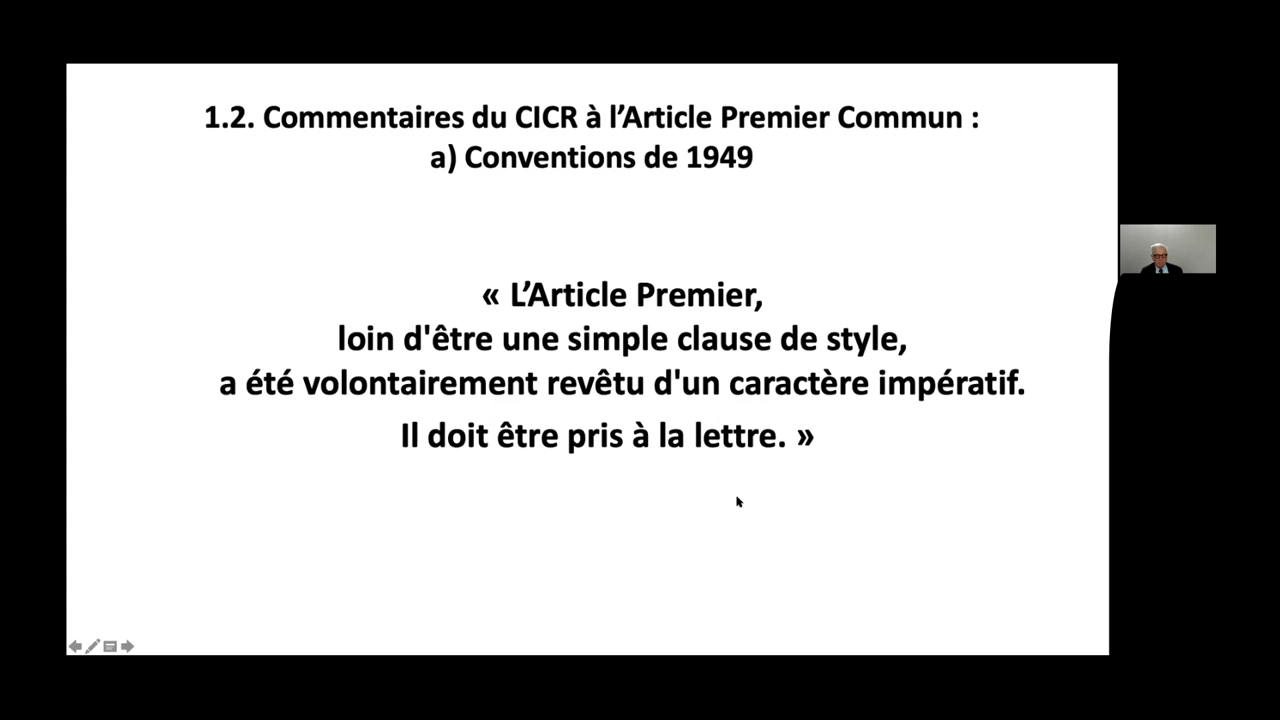 1.2. Commentaires du CICR à l’Article Premier Commun :
a) Conventions de 1949
« L’Article Premier,
loin d'être une simple clause de style,
a été volontairement revêtu d'un caractère impératif.
Il doit être pris à la lettre. »